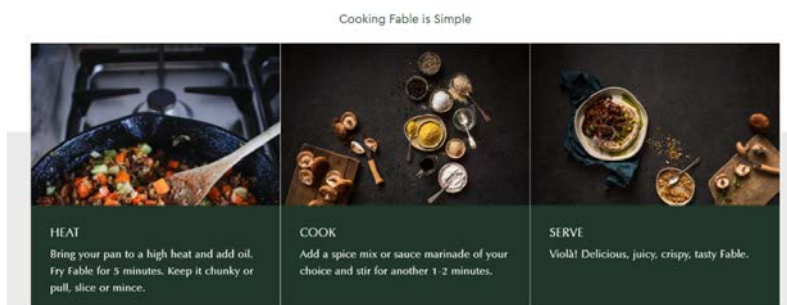 Cooking Fable is Simple
HEAT
Bring your pan to a high heat and add oil.
Fry Fable for 5 minutes. Keep it chunky or
pull, slice or mince.
COOK
Add a spice mix or sauce marinade of your
choice and stir for another 1-2 minutes.
SERVE
Violà! Delicious, juicy, crispy, tasty Fable.